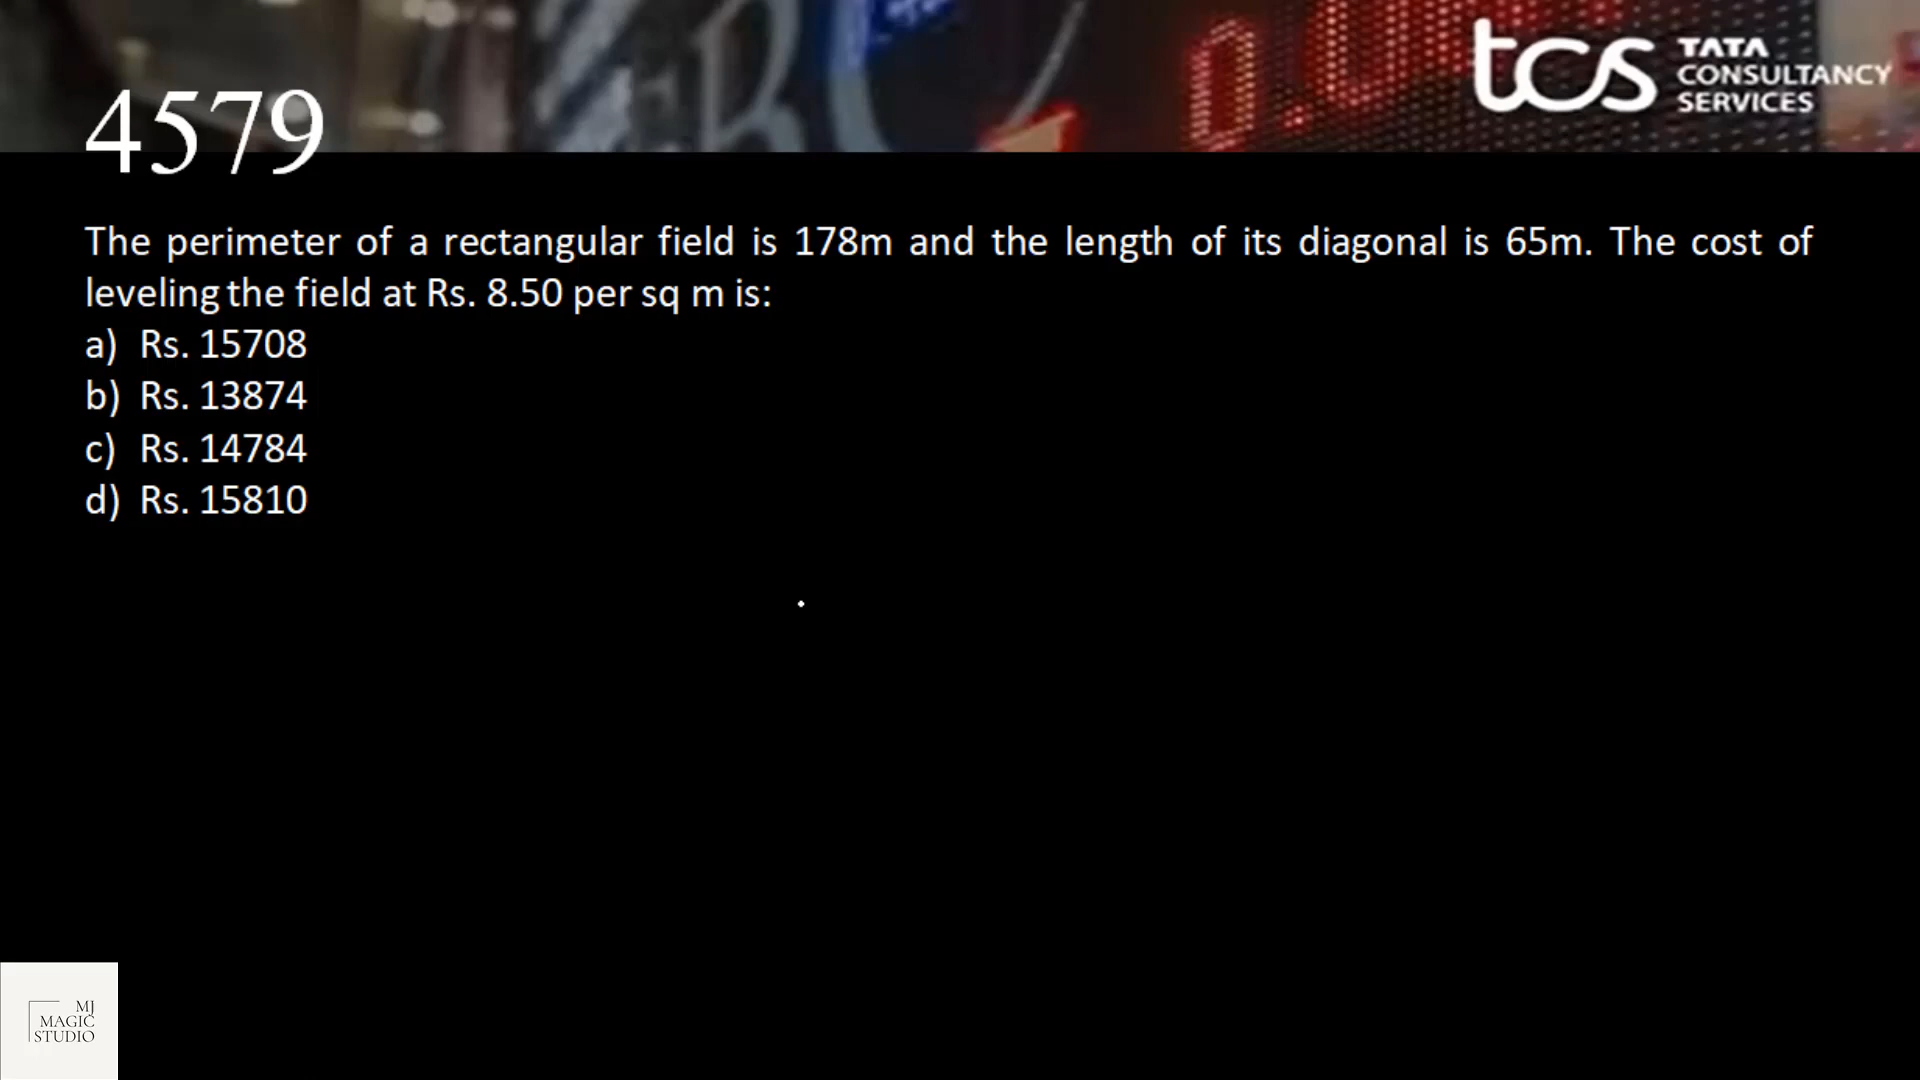 tcs TATA
CONSULTANCY
SERVICES
4579
The perimeter of a rectangular field is 178m and the length of its diagonal is 65m. The cost of
leveling the field at Rs. 8.50 per sq m is:
a) Rs. 15708
b) Rs. 13874
c) Rs. 14784
d) Rs. 15810
MJ
MAGIC
STUDIO